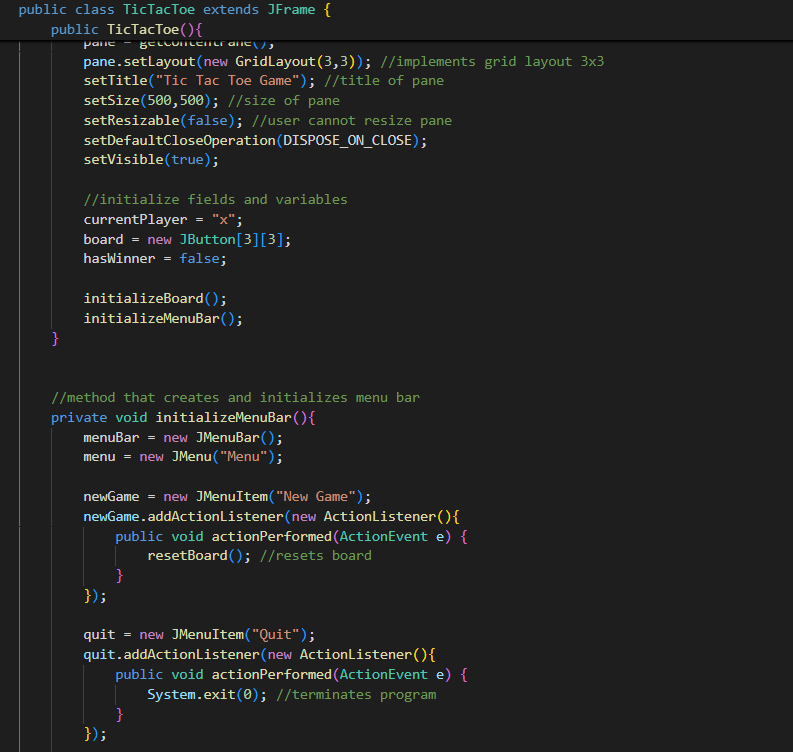 public class TicTacToe extends JFrame {
public TicTacToe(){
pane = getContentPane();
pane.setLayout(new GridLayout(3,3)); //implements grid layout 3x3
setTitle("Tic Tac Toe Game"); //title of pane
setSize(500,500); //size of pane
setResizable(false); //user cannot resize pane
setDefaultCloseOperation(DISPOSE_ON_CLOSE);
setVisible(true);
//initialize fields and variables
currentPlayer = "x";
board = new JButton[3][3];
hasWinner = false;
initializeBoard();
initializeMenuBar();
}
//method that creates and initializes menu bar
private void initializeMenuBar(){
menuBar = new JMenuBar();
menu = new JMenu("Menu");
newGame = new JMenuItem("New Game");
newGame.addActionListener(new ActionListener(){
public void actionPerformed(ActionEvent e) {
resetBoard(); //resets board
}
});
quit = new JMenuItem("Quit");
quit.addActionListener(new ActionListener(){
public void actionPerformed(ActionEvent e) {
System.exit(0); //terminates program
}
});